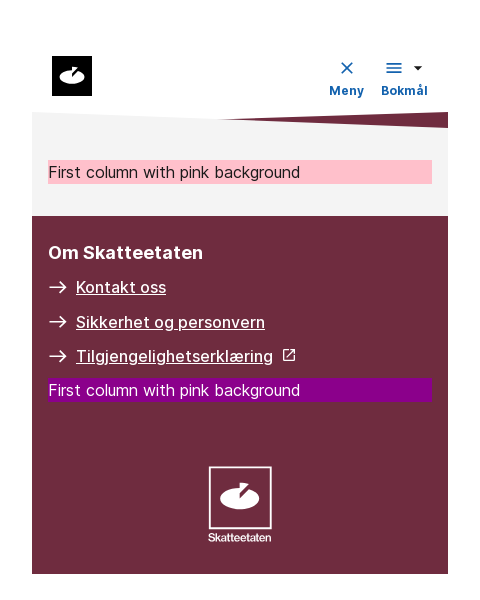 Meny
Bokmål
First column with pink background
Om Skatteetaten
Kontakt oss
Sikkerhet og personvern
Tilgjengelighetserklæring
First column with pink background
Skatteetaten